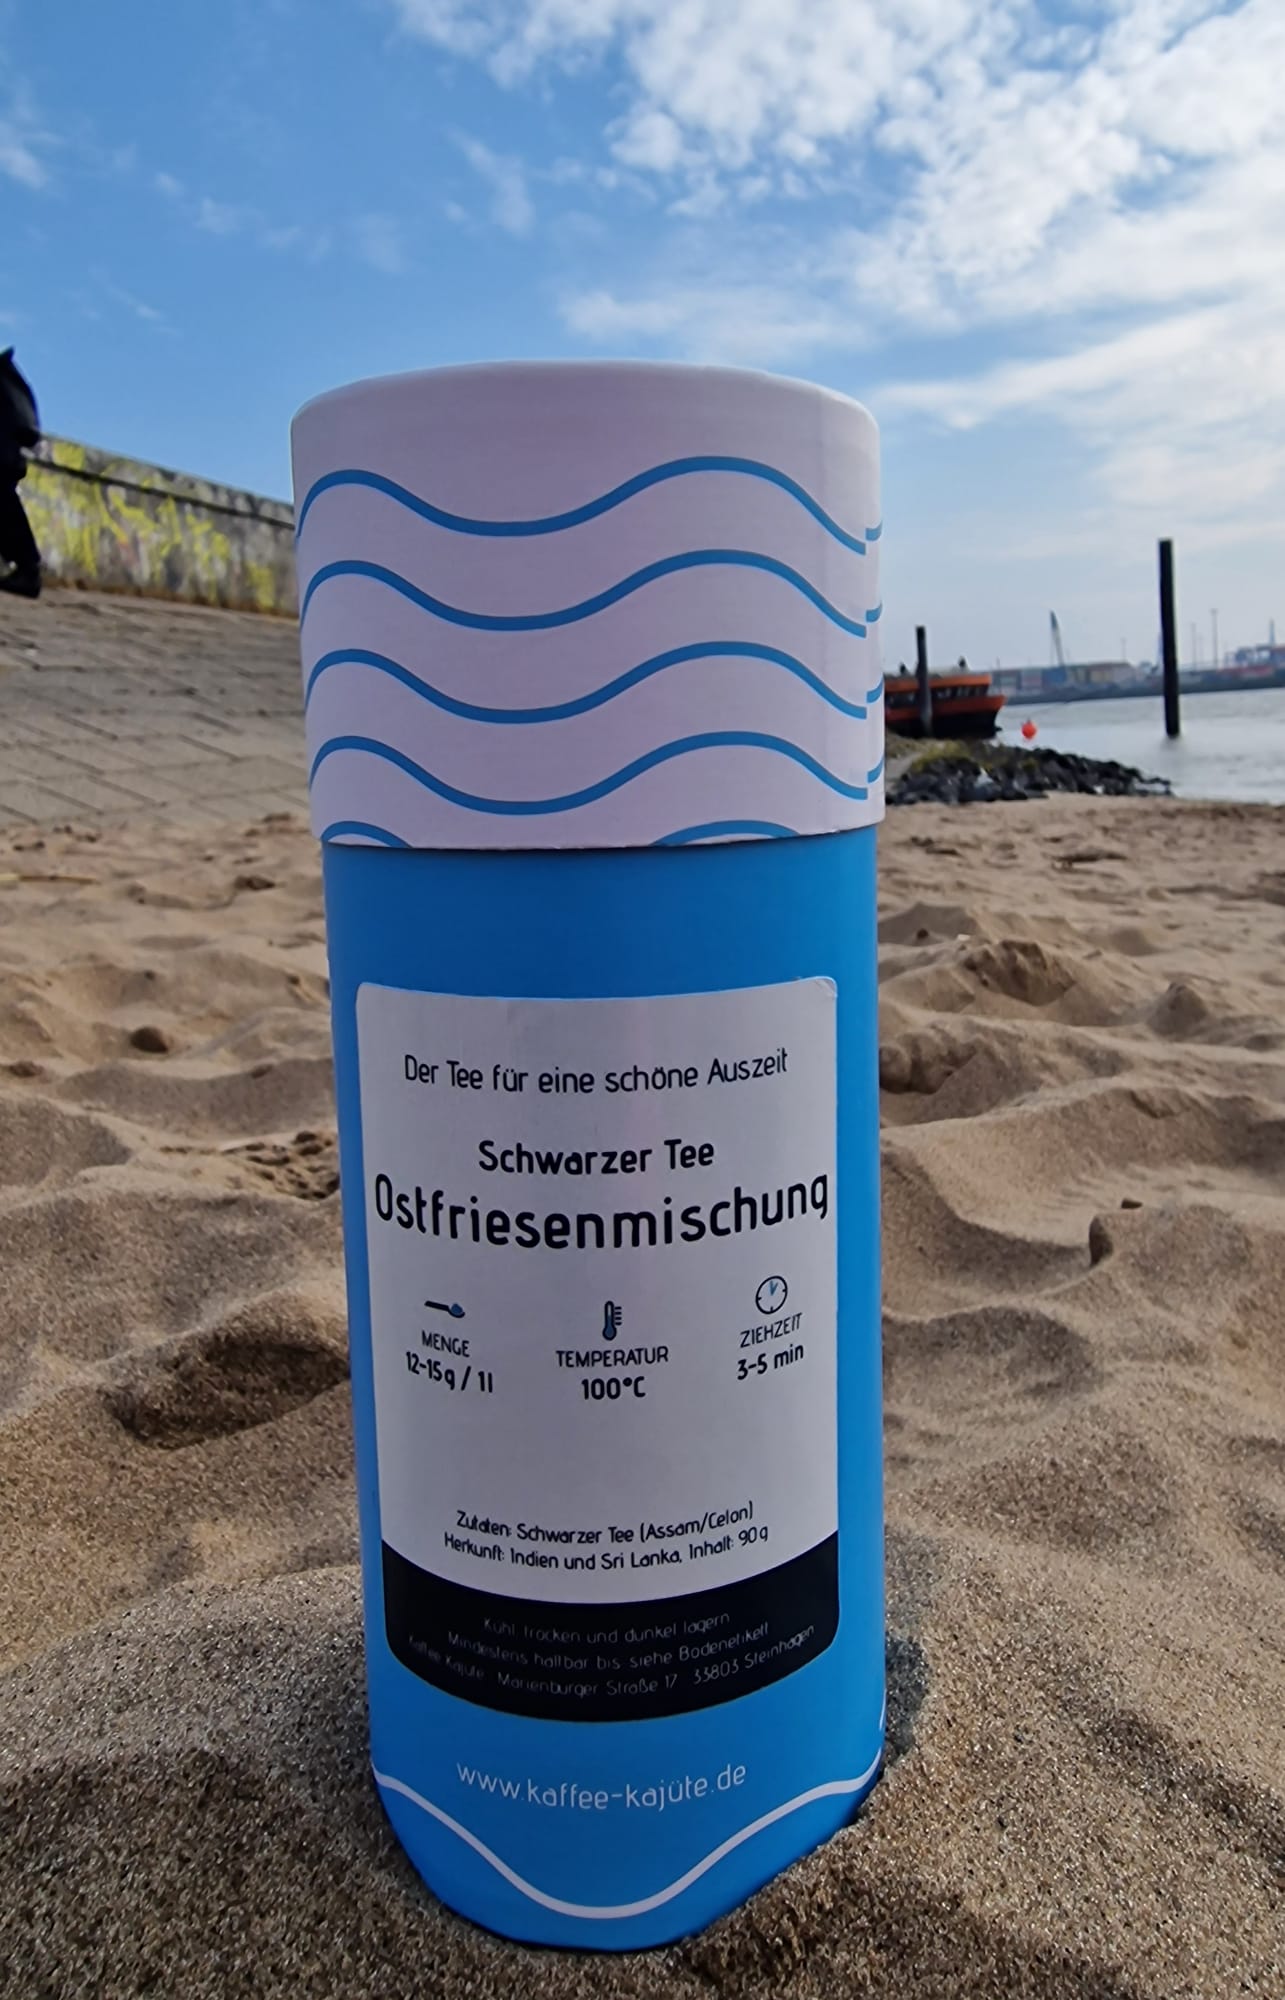 Der Tee für eine schöne Auszeit
Schwarzer Tee
Ostfriesenmischung
MENGE
12-15g / 1l
TEMPERATUR
100°C
ZIEHZEIT
3-5 min
Zutaten: Schwarzer Tee (Assam/Celon)
Herkunft: Indien und Sri Lanka, Inhalt: 90g
Kühl trocken und dunkel lagern
Mindestens haltbar bis siehe Bodenetikett
Kaffee Kajüte Marienburger Straße 17 33803 Steinhagen
www.kaffee-kajüte.de